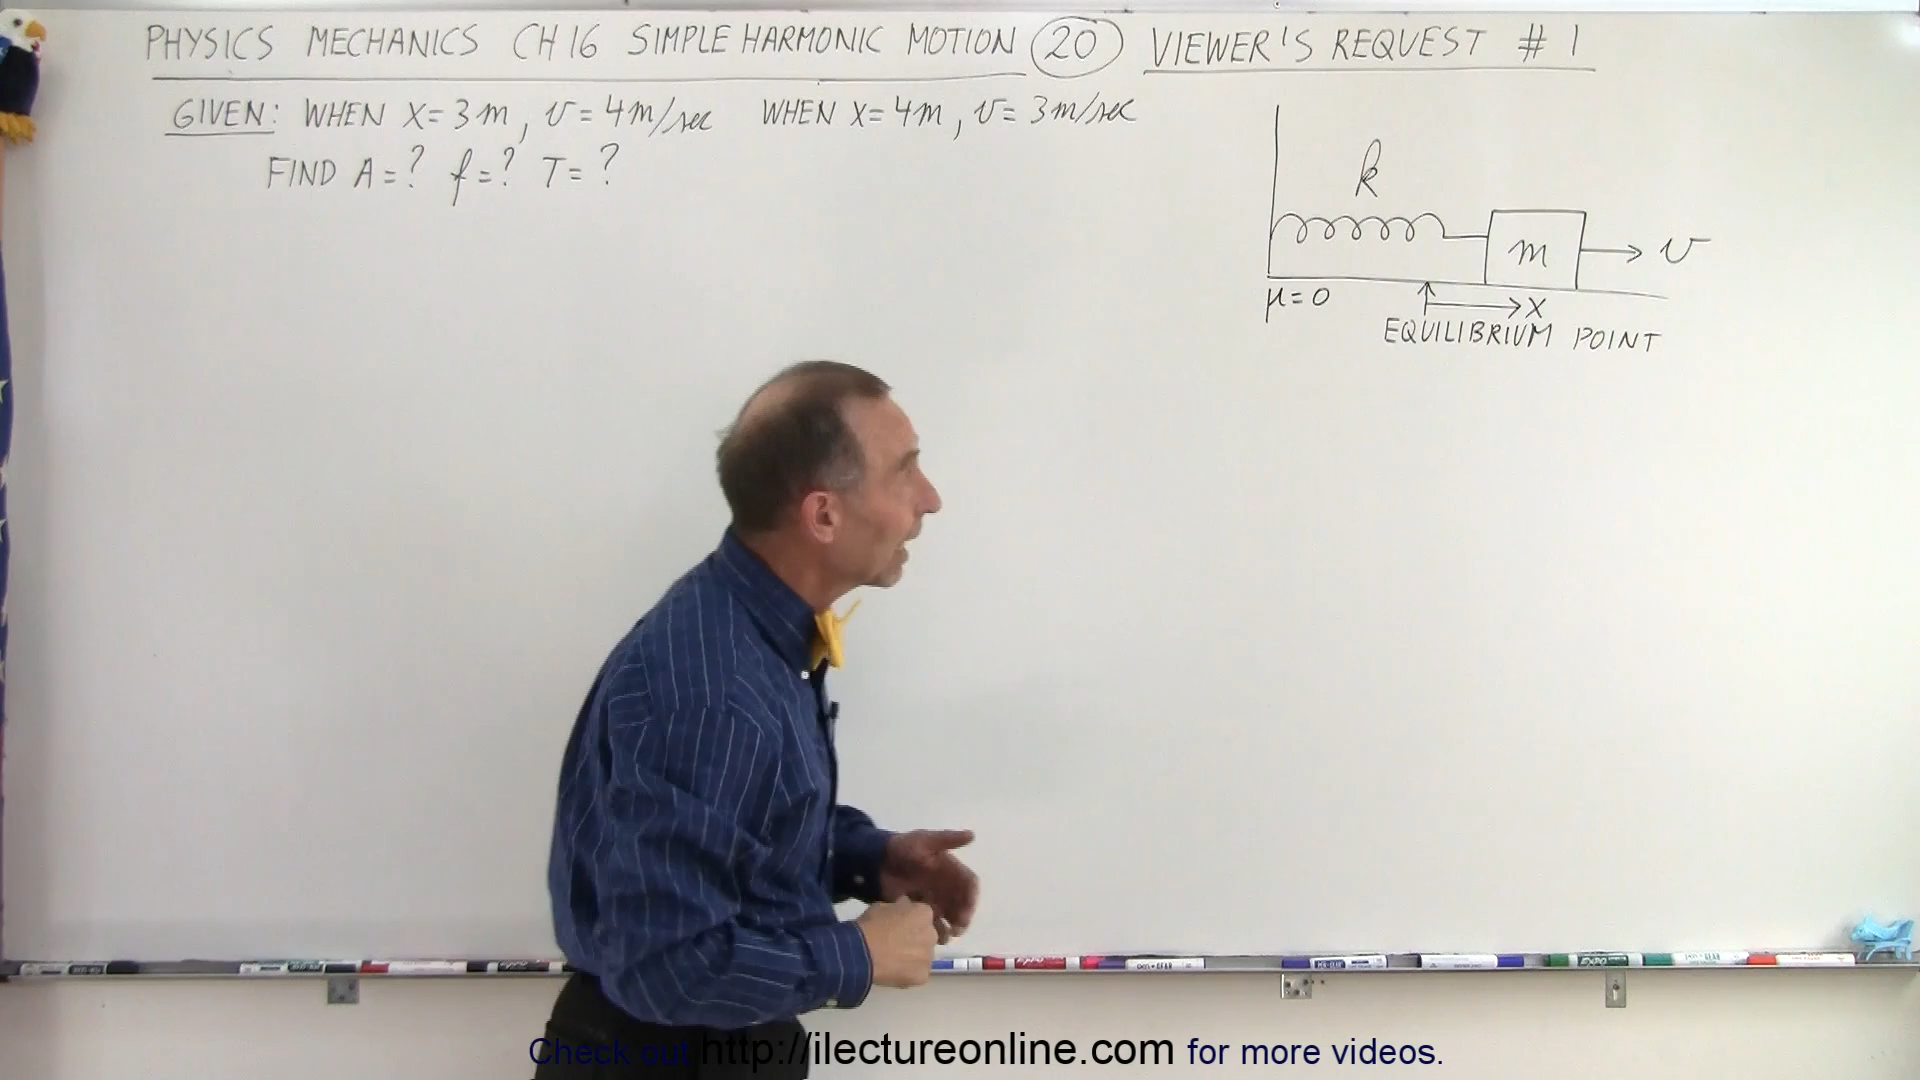 PHYSICS MECHANICS CH 16 SIMPLE HARMONIC MOTION 20 VIEWER'S REQUEST # 1
GIVEN: WHEN X=3m, v=4m/sec WHEN X=4m, v=3m/sec
FIND A=? f=? T=?
k
m
v
μ=0
X
EQUILIBRIUM POINT
Check out http://ilectureonline.com for more videos.